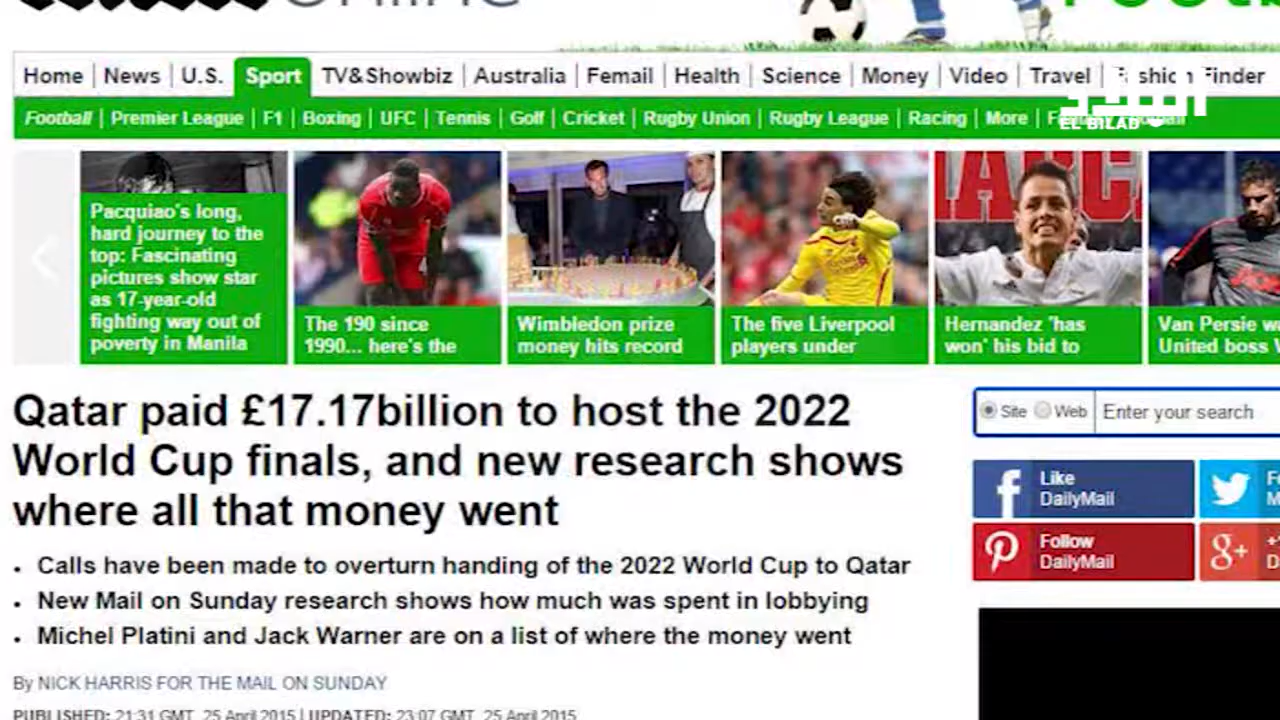 Home News U.S. Sport TV&Showbiz Australia Femail Health Science Money Video Travel Fashion Finder
البلاد
EL BILAD
Football Premier League F1 Boxing UFC Tennis Golf Cricket Rugby Union Rugby League Racing More
Pacquiao's long,
hard journey to the
top: Fascinating
pictures show star
as 17-year-old
fighting way out of
poverty in Manila
The 190 since
1990... here's the
Wimbledon prize
money hits record
The five Liverpool
players under
Hernandez 'has
won' his bid to
Van Persie
United boss
Qatar paid £17.17billion to host the 2022
World Cup finals, and new research shows
where all that money went
• Calls have been made to overturn handing of the 2022 World Cup to Qatar
• New Mail on Sunday research shows how much was spent in lobbying
• Michel Platini and Jack Warner are on a list of where the money went
By NICK HARRIS FOR THE MAIL ON SUNDAY
PUBLISHED: 21:31 GMT, 25 April 2015 | UPDATED: 23:07 GMT, 25 April 2015
Site Web Enter your search
Like
DailyMail
Follow
DailyMail